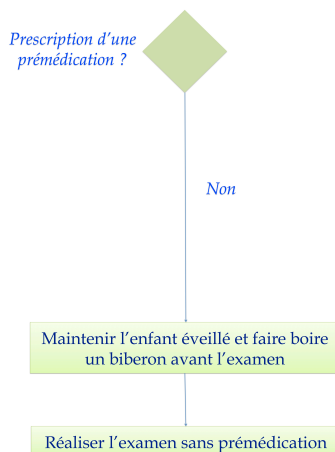 Prescription d'une
prémédication ?
Non
Maintenir l'enfant éveillé et faire boire
un biberon avant l'examen
Réaliser l'examen sans prémédication